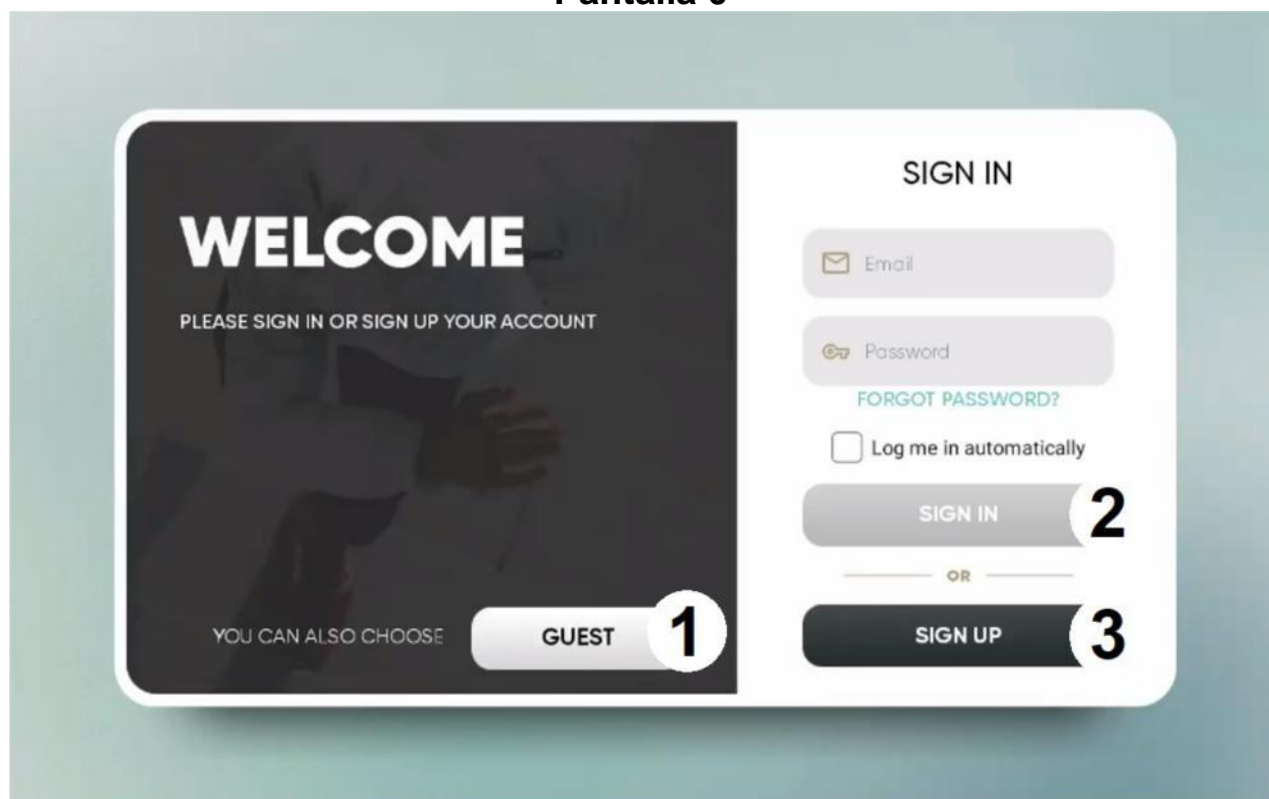 WELCOME
PLEASE SIGN IN OR SIGN UP YOUR ACCOUNT
YOU CAN ALSO CHOOSE
GUEST
1
SIGN IN
Email
Password
FORGOT PASSWORD?
Log me in automatically
SIGN IN
2
OR
SIGN UP
3